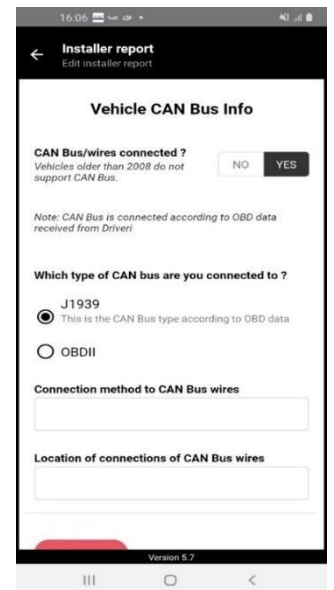 16:06
Installer report
Edit installer report
Vehicle CAN Bus Info
CAN Bus/wires connected ?
Vehicles older than 2008 do not
support CAN Bus.
NO YES
Note: CAN Bus is connected according to OBD data
received from Driveri
Which type of CAN bus are you connected to ?
J1939
This is the CAN Bus type according to OBD data
OBDII
Connection method to CAN Bus wires
Location of connections of CAN Bus wires
Version 5.7